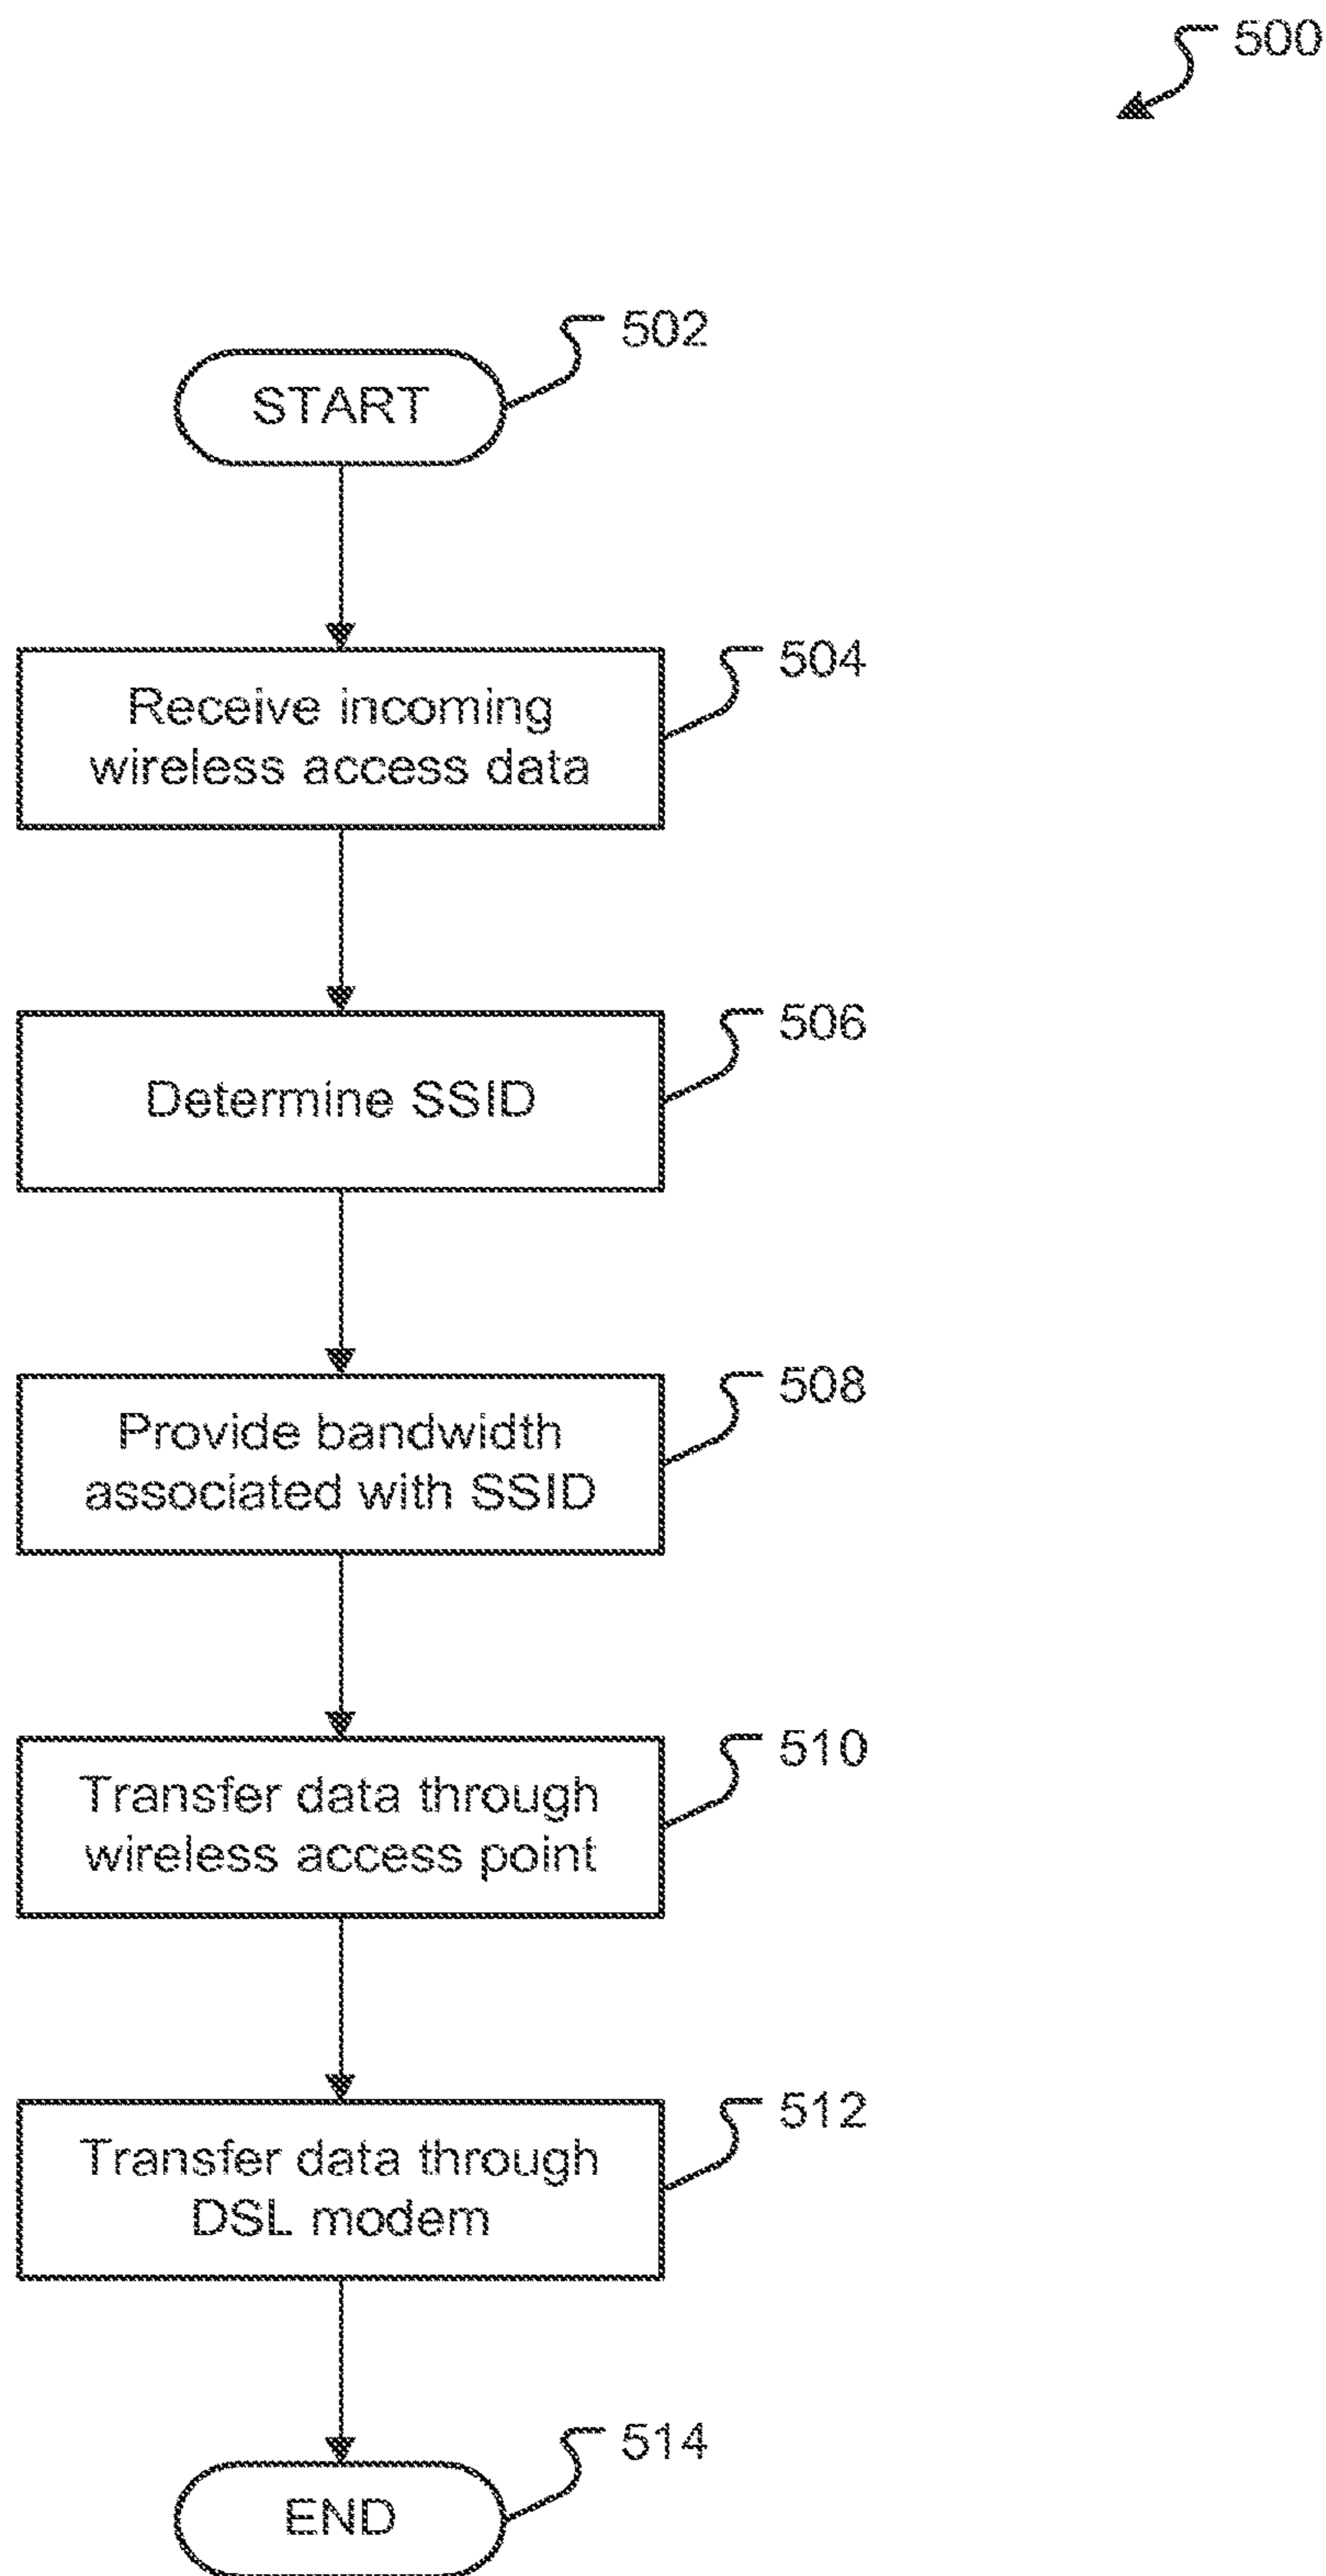 500
502
START
504
Receive incoming
wireless access data
506
Determine SSID
508
Provide bandwidth
associated with SSID
510
Transfer data through
wireless access point
512
Transfer data through
DSL modem
514
END